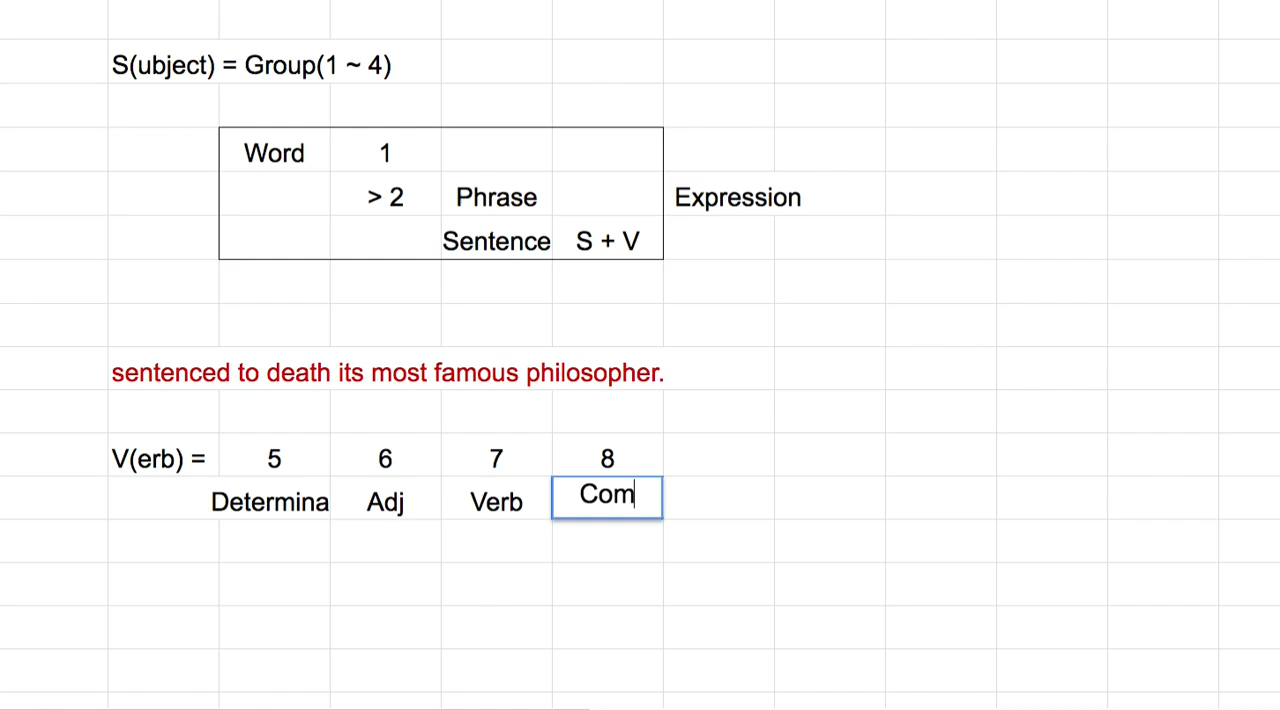 S(ubject) = Group(1 ~ 4)
Word 1
> 2 Phrase Expression
Sentence S + V
sentenced to death its most famous philosopher.
V(erb) = 5 6 7 8
Determina Adj Verb Com